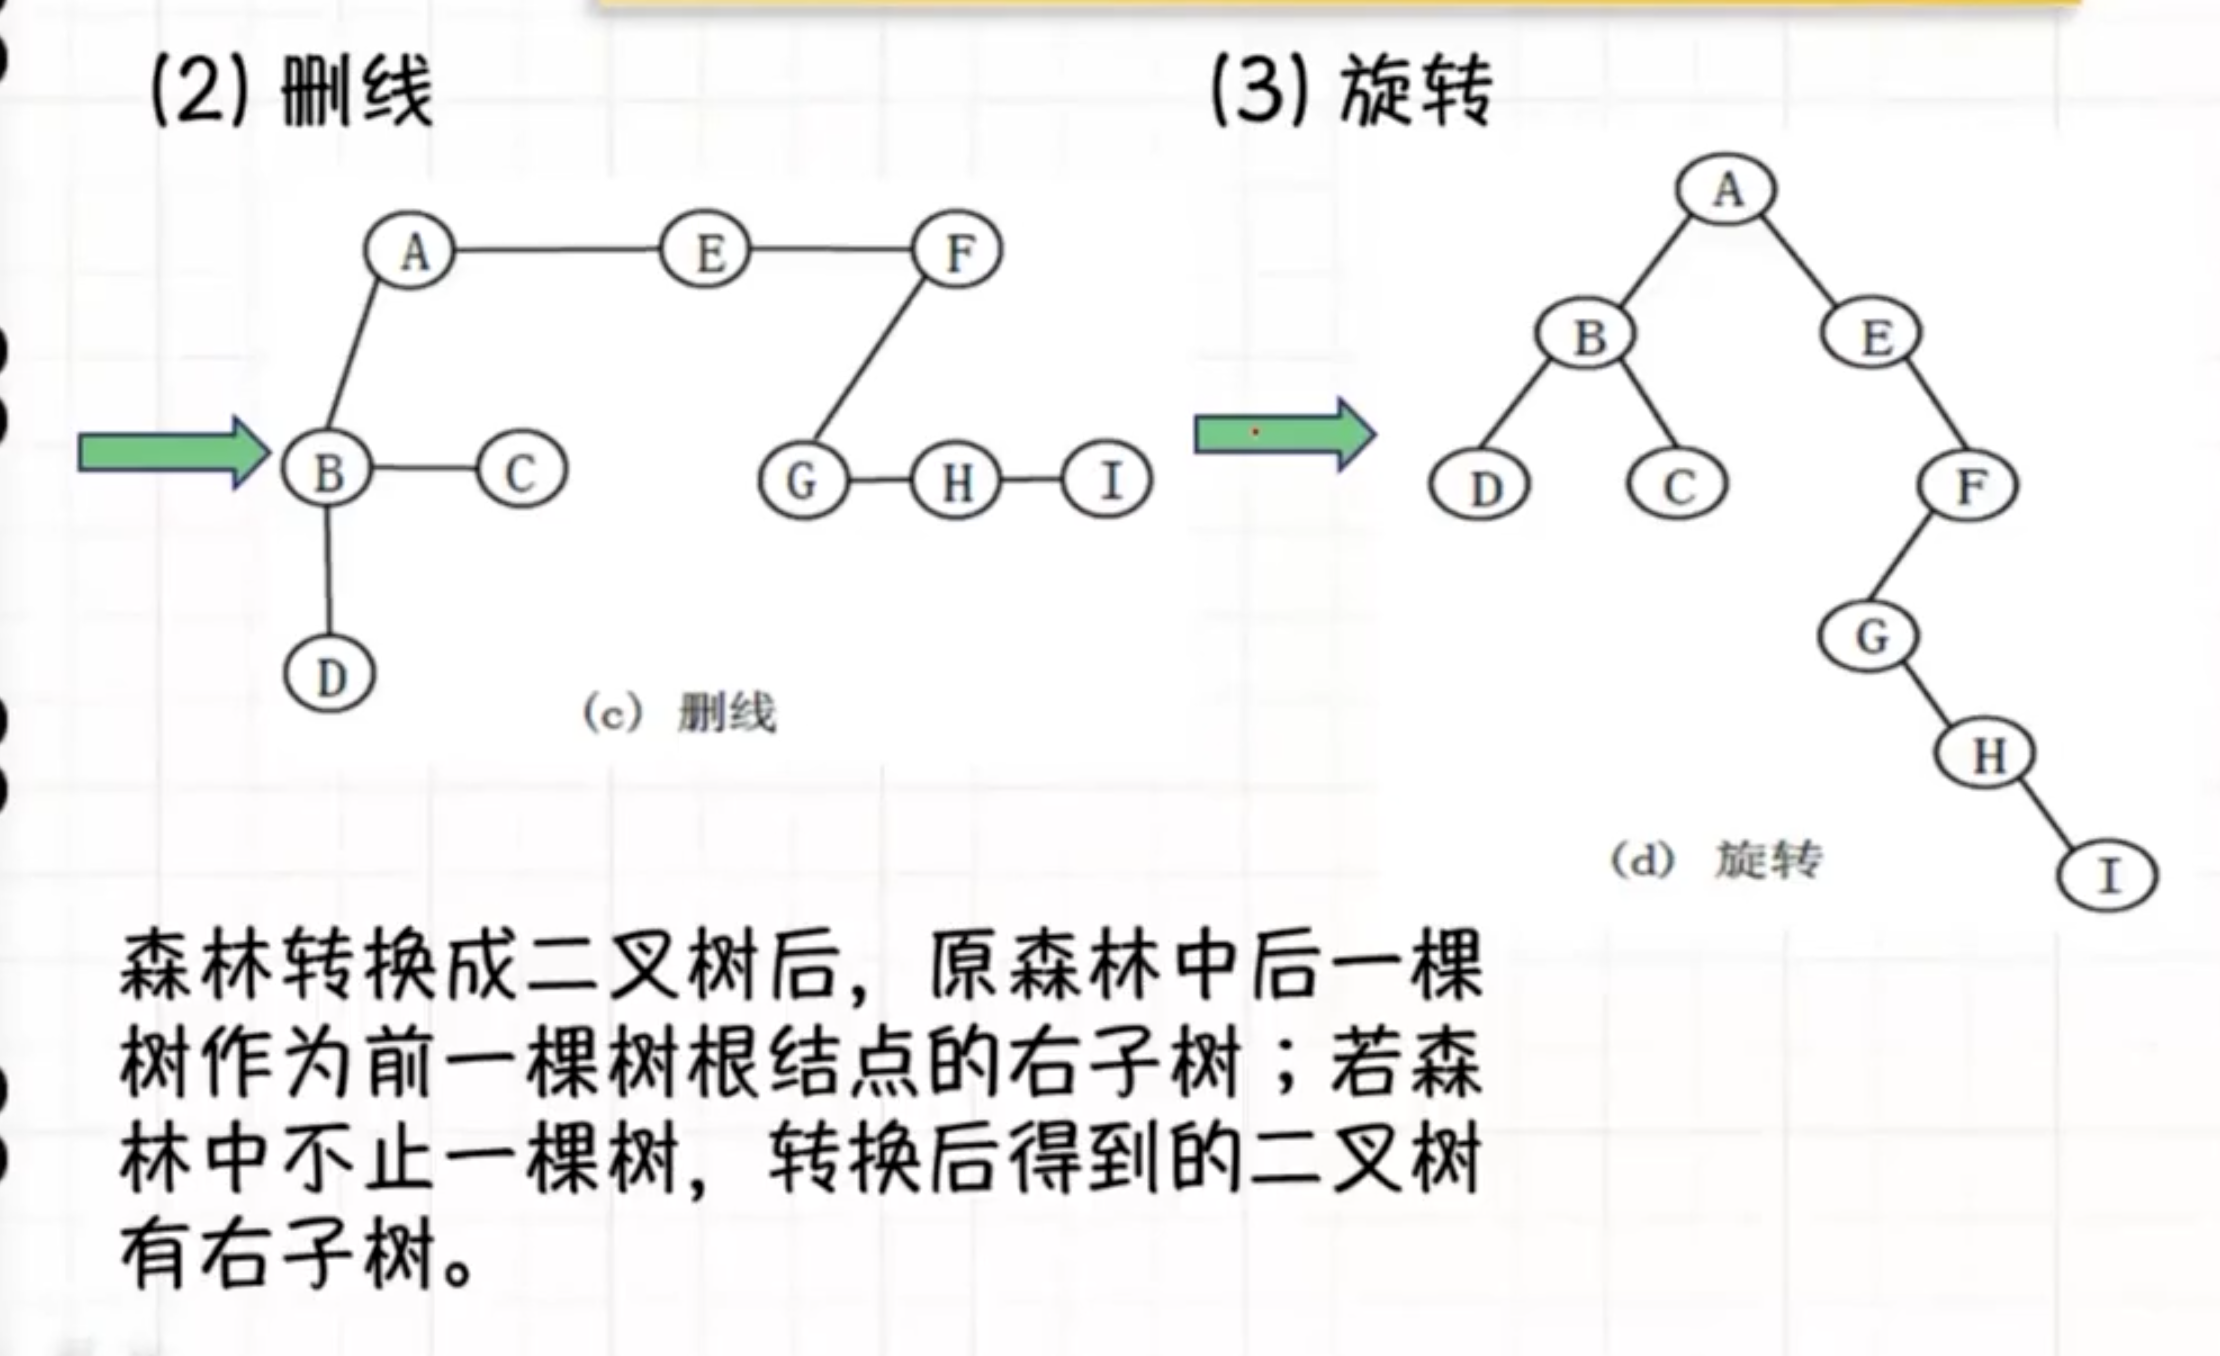 (2) 删线
(3) 旋转
A
E
F
B
C
G
H
I
D
(c) 删线
A
B
E
D
C
F
G
H
I
(d) 旋转
森林转换成二叉树后，原森林中后一棵
树作为前一棵树根结点的右子树；若森
林中不止一棵树，转换后得到的二叉树
有右子树。